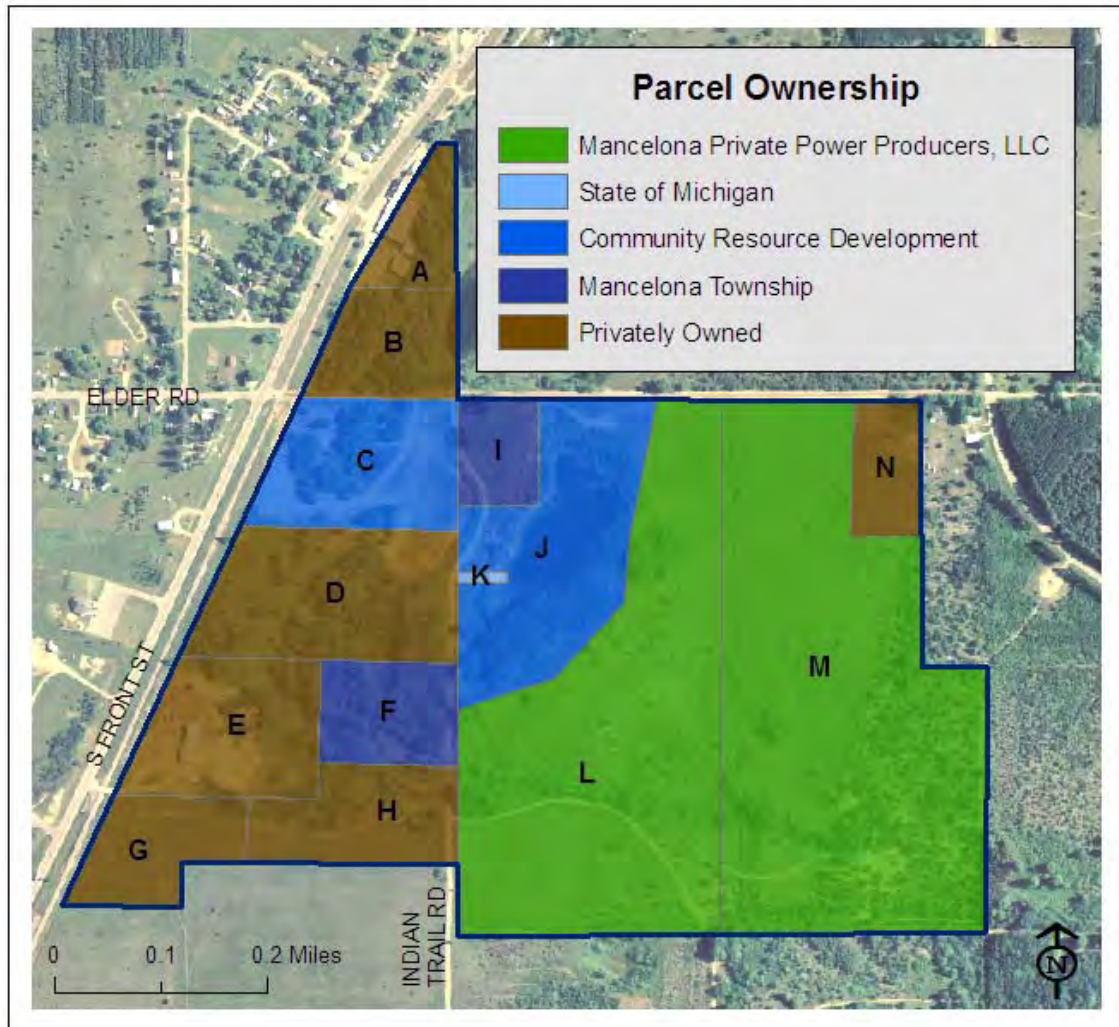 Parcel Ownership
Mancelona Private Power Producers, LLC
State of Michigan
Community Resource Development
Mancelona Township
Privately Owned
A
B
ELDER RD
C
I
N
J
K
D
M
S FRONT ST
F
E
L
H
G
0 0.1 0.2 Miles
INDIAN
TRAIL RD
N